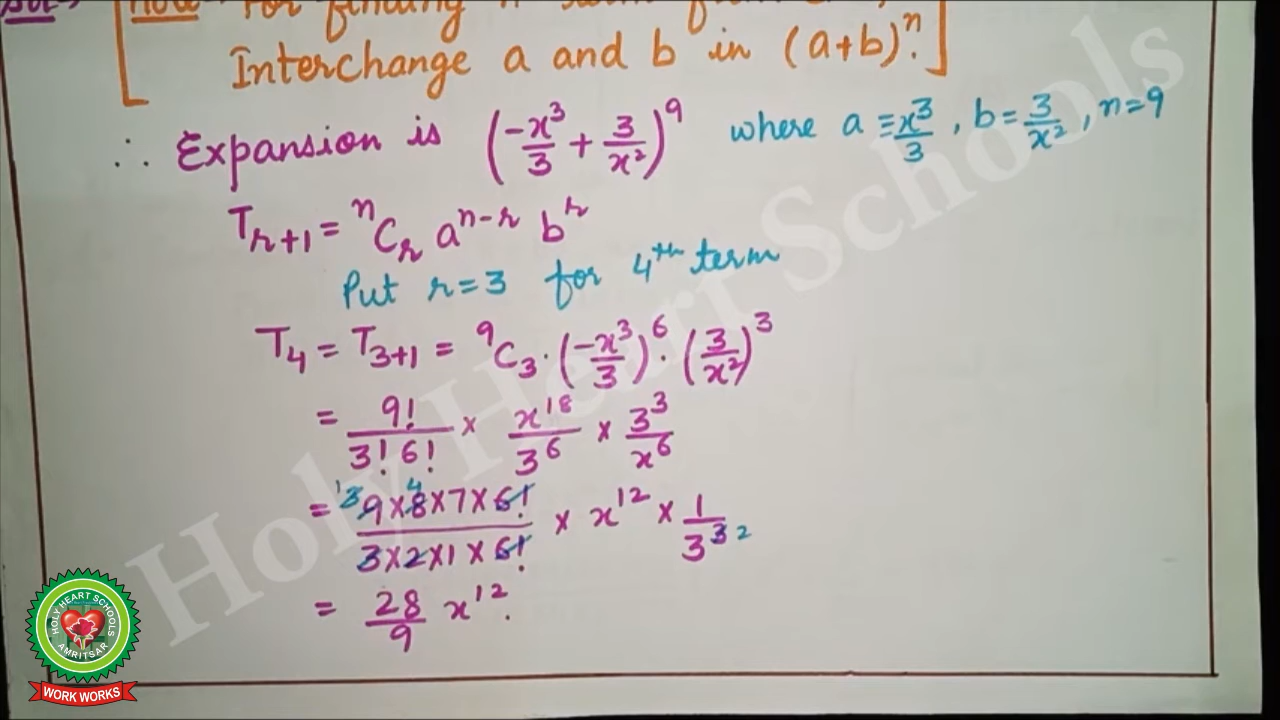 Interchange a and b in (a+b)ⁿ.]
∴ Expansion is (-x³/3 + 3/x²)⁹ where a = -x³/3, b = 3/x², n=9
Tr+1 = ⁿCr aⁿ⁻ʳ bʳ
Put r=3 for 4ᵗʰ term
T₄ = T₃₊₁ = ⁹C₃ · (-x³/3)⁶ · (3/x²)³
= 9!/(3! 6!) × x¹⁸/3⁶ × 3³/x⁶
= (9×8×7×6!)/(3×2×1×6!) × x¹² × 1/3³
= 28/9 x¹².
Holy Heart Schools
HOLY HEART SCHOOLS
AMRITSAR
WORK WORKS